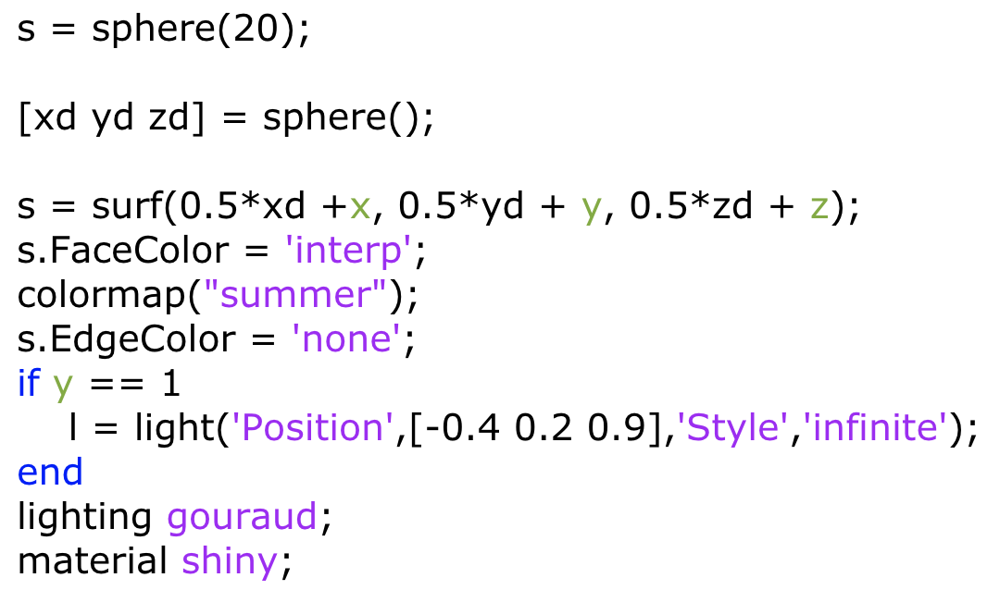 s = sphere(20);
[xd yd zd] = sphere();
s = surf(0.5*xd +x, 0.5*yd + y, 0.5*zd + z);
s.FaceColor = 'interp';
colormap("summer");
s.EdgeColor = 'none';
if y == 1
l = light('Position',[-0.4 0.2 0.9],'Style','infinite');
end
lighting gouraud;
material shiny;